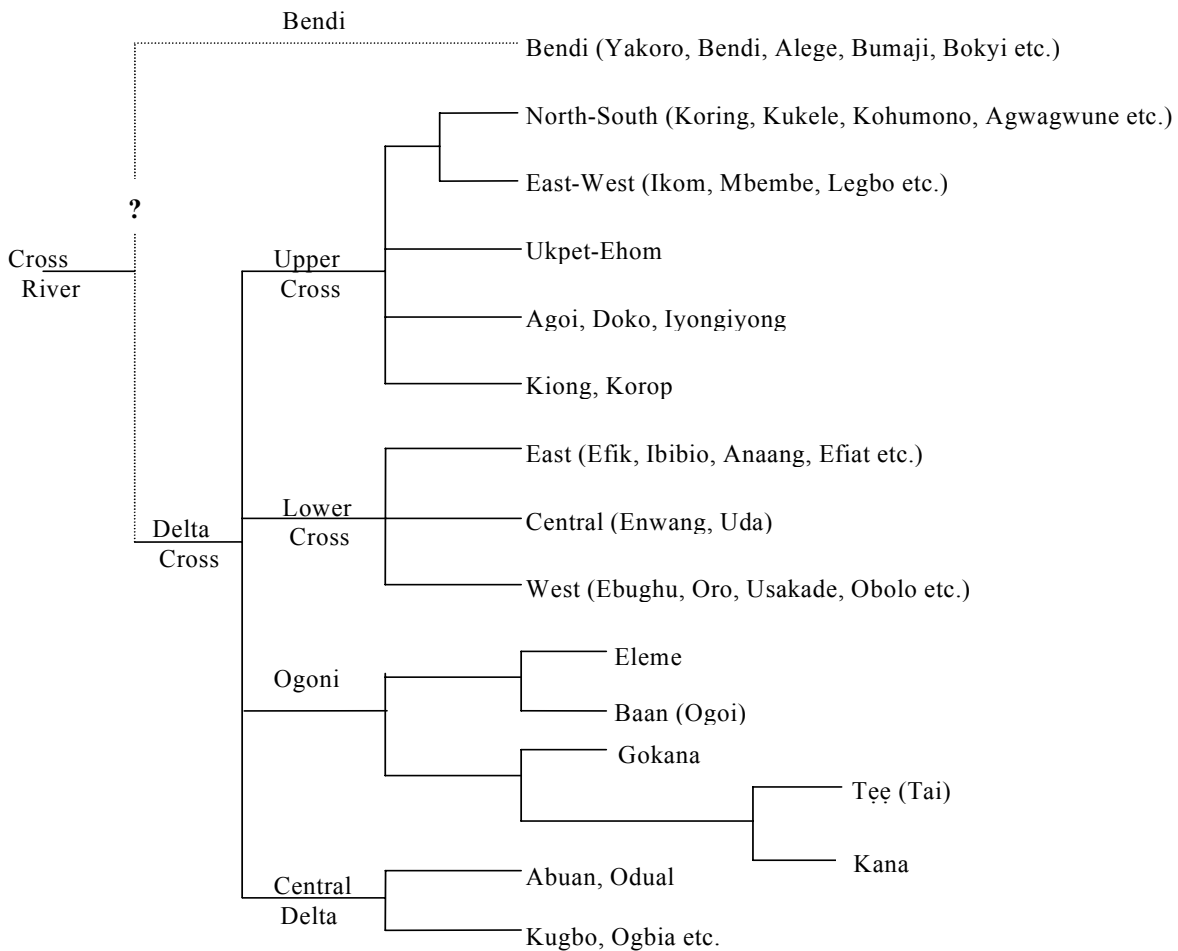 Bendi
Bendi (Yakoro, Bendi, Alege, Bumaji, Bokyi etc.)
North-South (Koring, Kukele, Kohumono, Agwagwune etc.)
East-West (Ikom, Mbembe, Legbo etc.)
?
Ukpet-Ehom
Cross
River
Upper
Cross
Agoi, Doko, Iyongiyong
Kiong, Korop
East (Efik, Ibibio, Anaang, Efiat etc.)
Lower
Cross
Central (Enwang, Uda)
Delta
Cross
West (Ebughu, Oro, Usakade, Obolo etc.)
Eleme
Ogoni
Baan (Ogoi)
Gokana
Tẹẹ (Tai)
Kana
Central
Delta
Abuan, Odual
Kugbo, Ogbia etc.